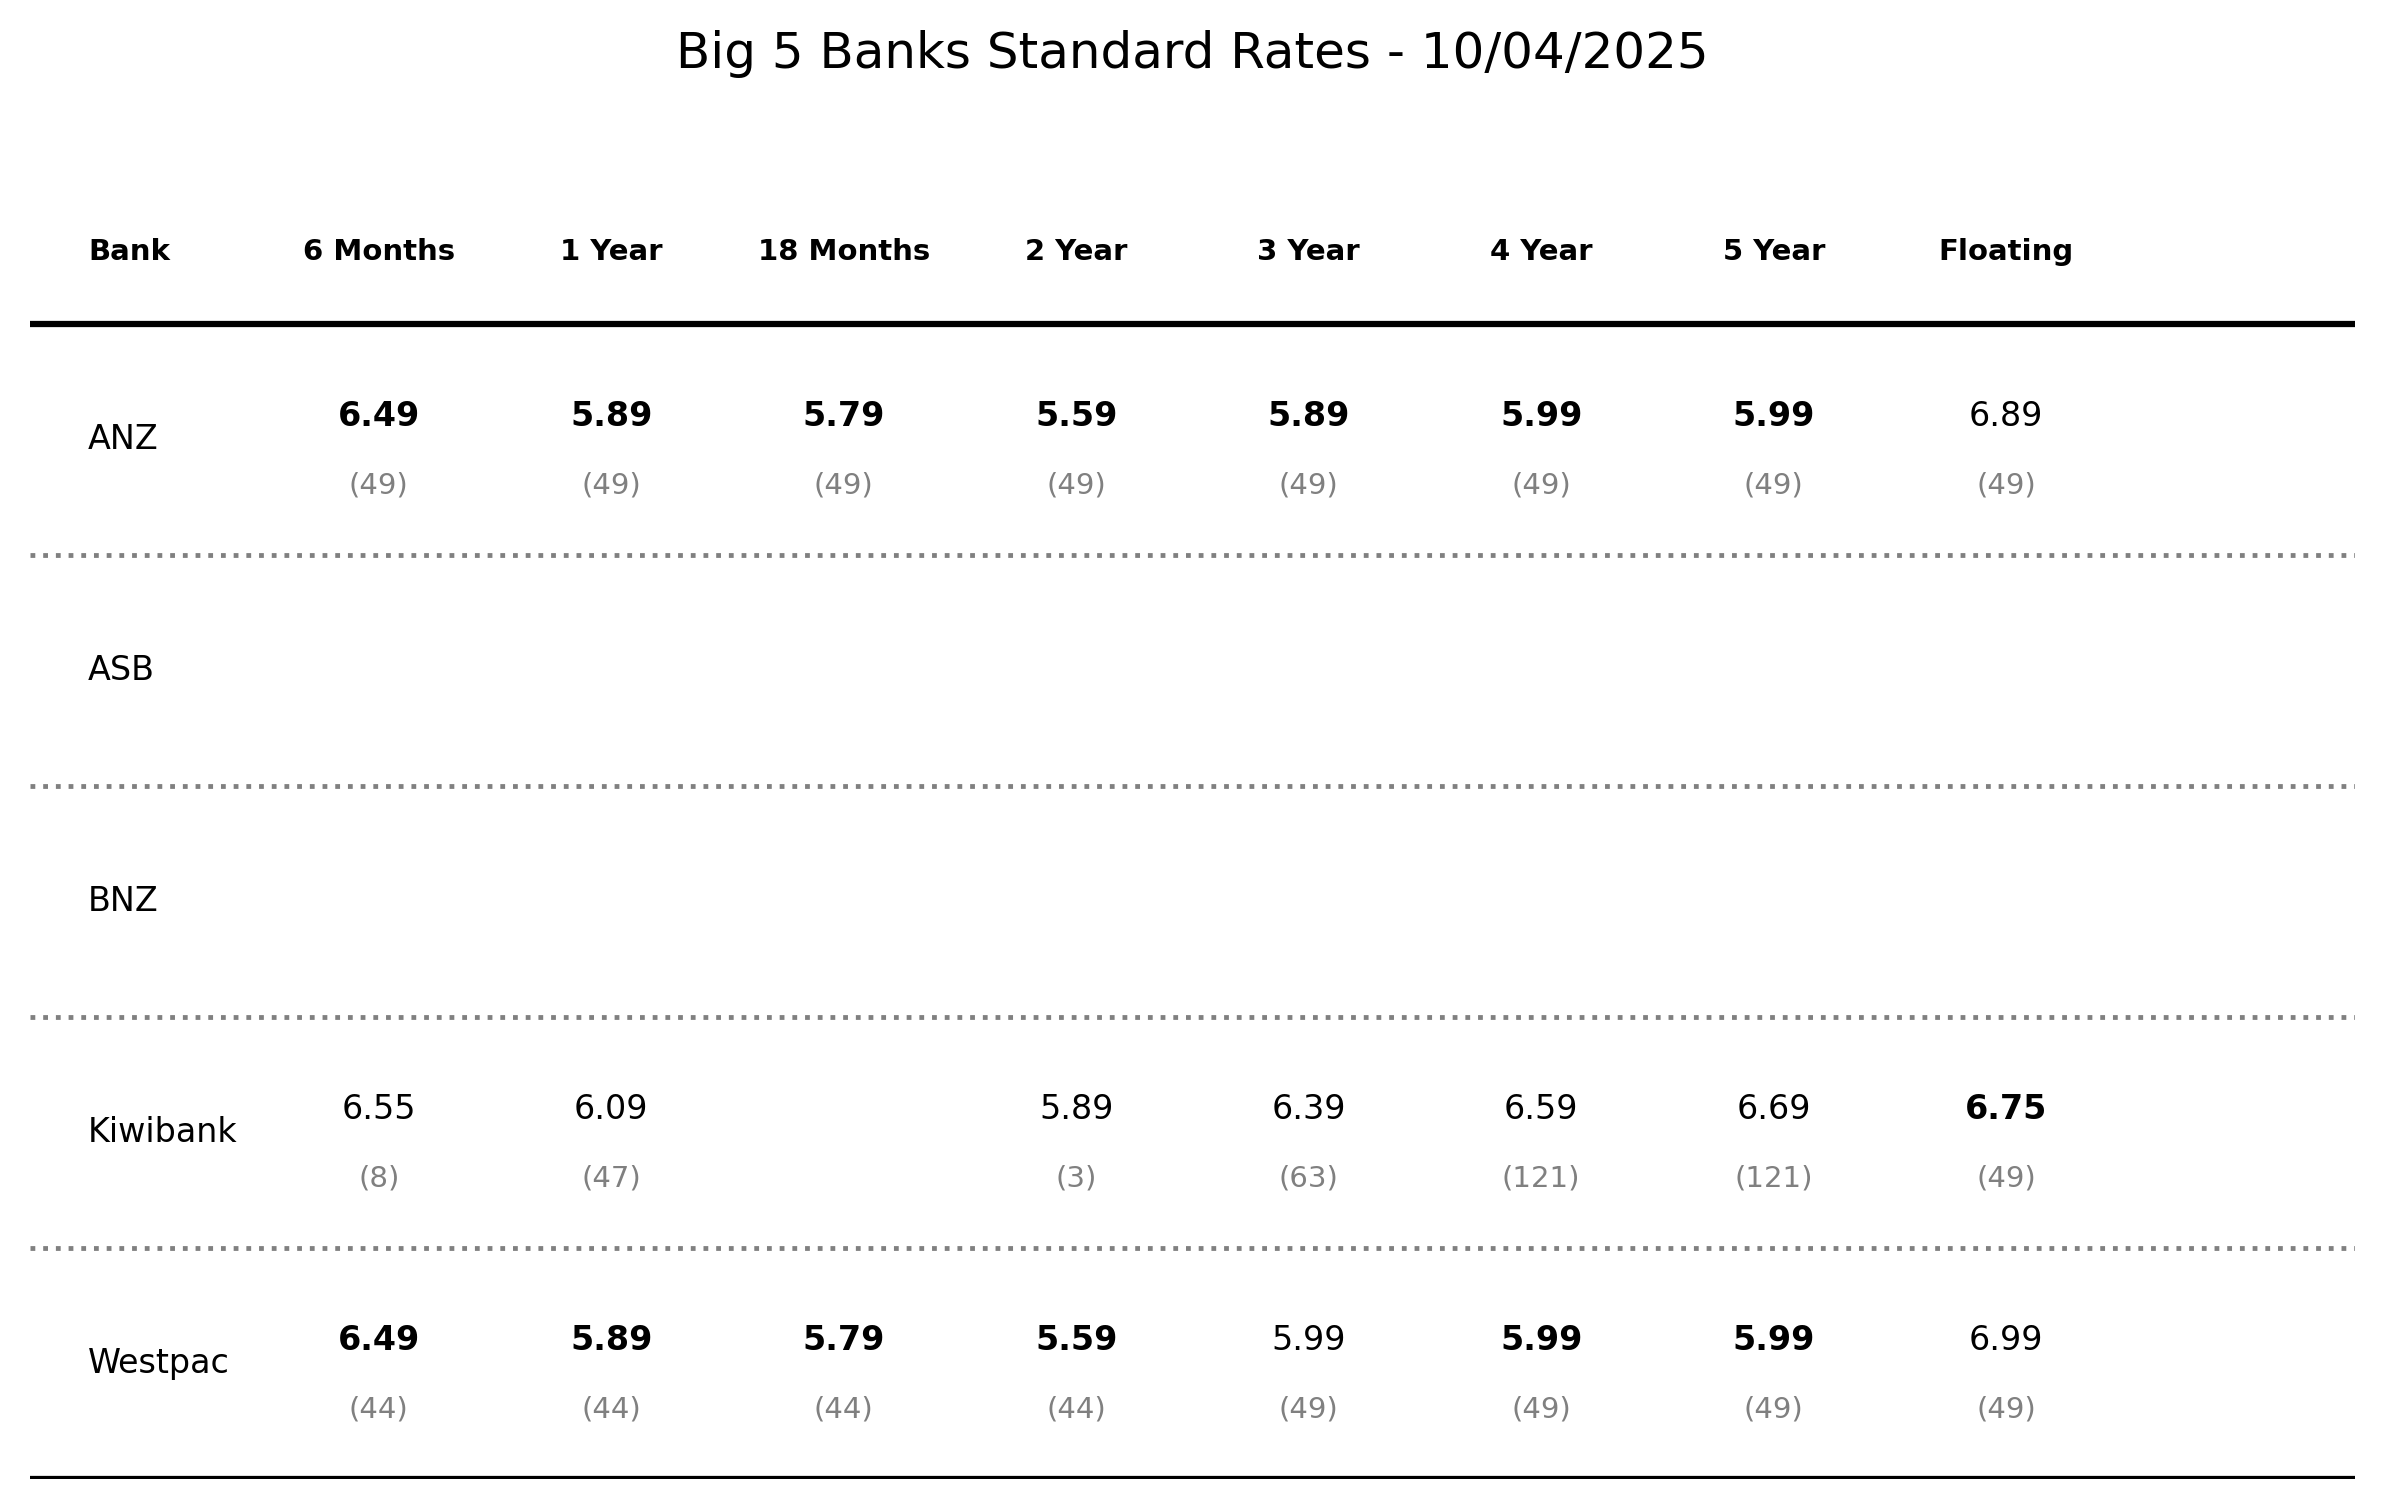 Big 5 Banks Standard Rates - 10/04/2025
Bank 6 Months 1 Year 18 Months 2 Year 3 Year 4 Year 5 Year Floating
ANZ 6.49 5.89 5.79 5.59 5.89 5.99 5.99 6.89
(49) (49) (49) (49) (49) (49) (49) (49)
ASB
BNZ
Kiwibank 6.55 6.09 5.89 6.39 6.59 6.69 6.75
(8) (47) (3) (63) (121) (121) (49)
Westpac 6.49 5.89 5.79 5.59 5.99 5.99 5.99 6.99
(44) (44) (44) (44) (49) (49) (49) (49)